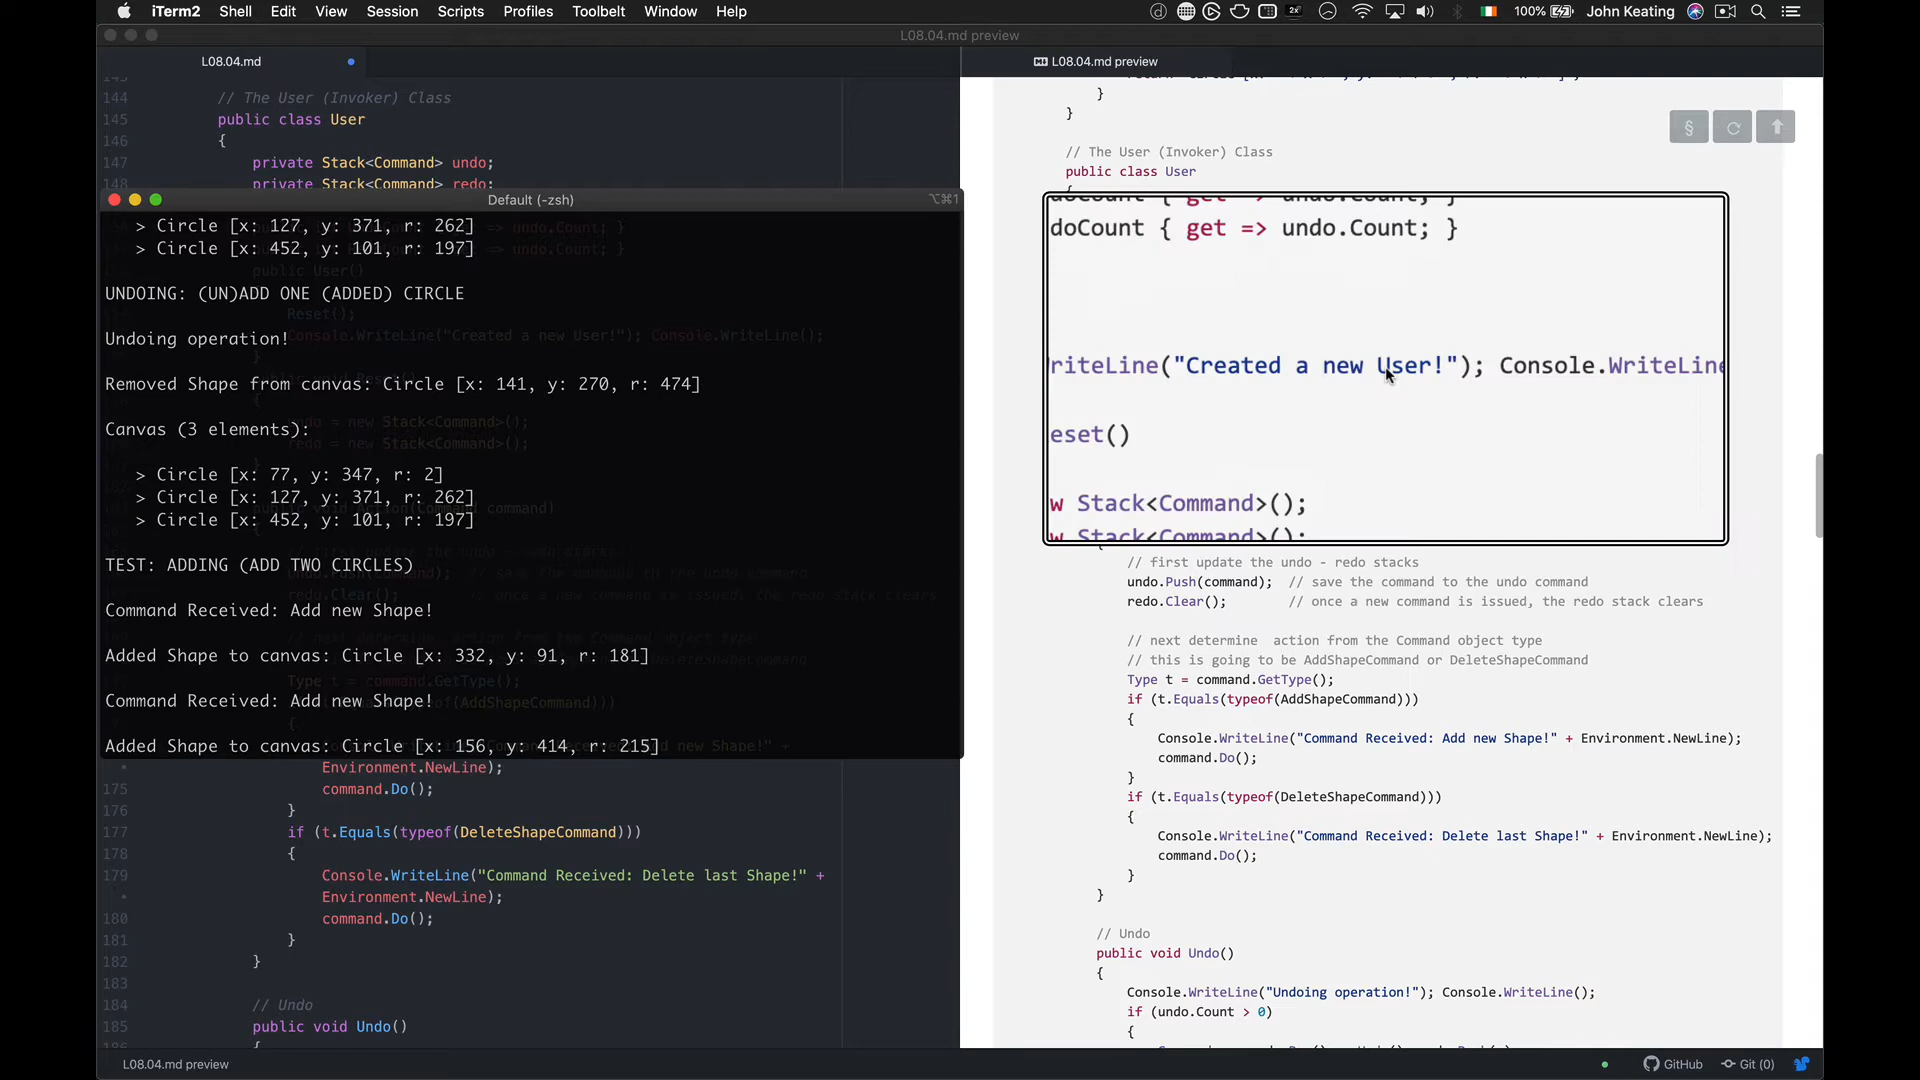 iTerm2 Shell Edit View Session Scripts Profiles Toolbelt Window Help 100% John Keating
L08.04.md preview
L08.04.md
L08.04.md preview
144 // The User (Invoker) Class
145 public class User
146 {
147 private Stack<Command> undo;
148 private Stack<Command> redo;
Default (-zsh) ⌥⌘1
> Circle [x: 127, y: 371, r: 262]
> Circle [x: 452, y: 101, r: 197]
UNDOING: (UN)ADD ONE (ADDED) CIRCLE
Undoing operation!
Removed Shape from canvas: Circle [x: 141, y: 270, r: 474]
Canvas (3 elements):
> Circle [x: 77, y: 347, r: 2]
> Circle [x: 127, y: 371, r: 262]
> Circle [x: 452, y: 101, r: 197]
TEST: ADDING (ADD TWO CIRCLES)
Command Received: Add new Shape!
Added Shape to canvas: Circle [x: 332, y: 91, r: 181]
Command Received: Add new Shape!
Added Shape to canvas: Circle [x: 156, y: 414, r: 215]
Environment.NewLine);
175 command.Do();
176 }
177 if (t.Equals(typeof(DeleteShapeCommand)))
178 {
179 Console.WriteLine("Command Received: Delete last Shape!" +
Environment.NewLine);
180 command.Do();
181 }
182 }
183
184 // Undo
185 public void Undo()
186 {
}
}
§
// The User (Invoker) Class
public class User
{
doCount { get => undo.Count; }
doCount { get => undo.Count; }
riteLine("Created a new User!"); Console.WriteLine
eset()
w Stack<Command>();
w Stack<Command>();
{
// first update the undo - redo stacks
undo.Push(command); // save the command to the undo command
redo.Clear(); // once a new command is issued, the redo stack clears
// next determine action from the Command object type
// this is going to be AddShapeCommand or DeleteShapeCommand
Type t = command.GetType();
if (t.Equals(typeof(AddShapeCommand)))
{
Console.WriteLine("Command Received: Add new Shape!" + Environment.NewLine);
command.Do();
}
if (t.Equals(typeof(DeleteShapeCommand)))
{
Console.WriteLine("Command Received: Delete last Shape!" + Environment.NewLine);
command.Do();
}
}
// Undo
public void Undo()
{
Console.WriteLine("Undoing operation!"); Console.WriteLine();
if (undo.Count > 0)
{
L08.04.md preview
GitHub Git (0)